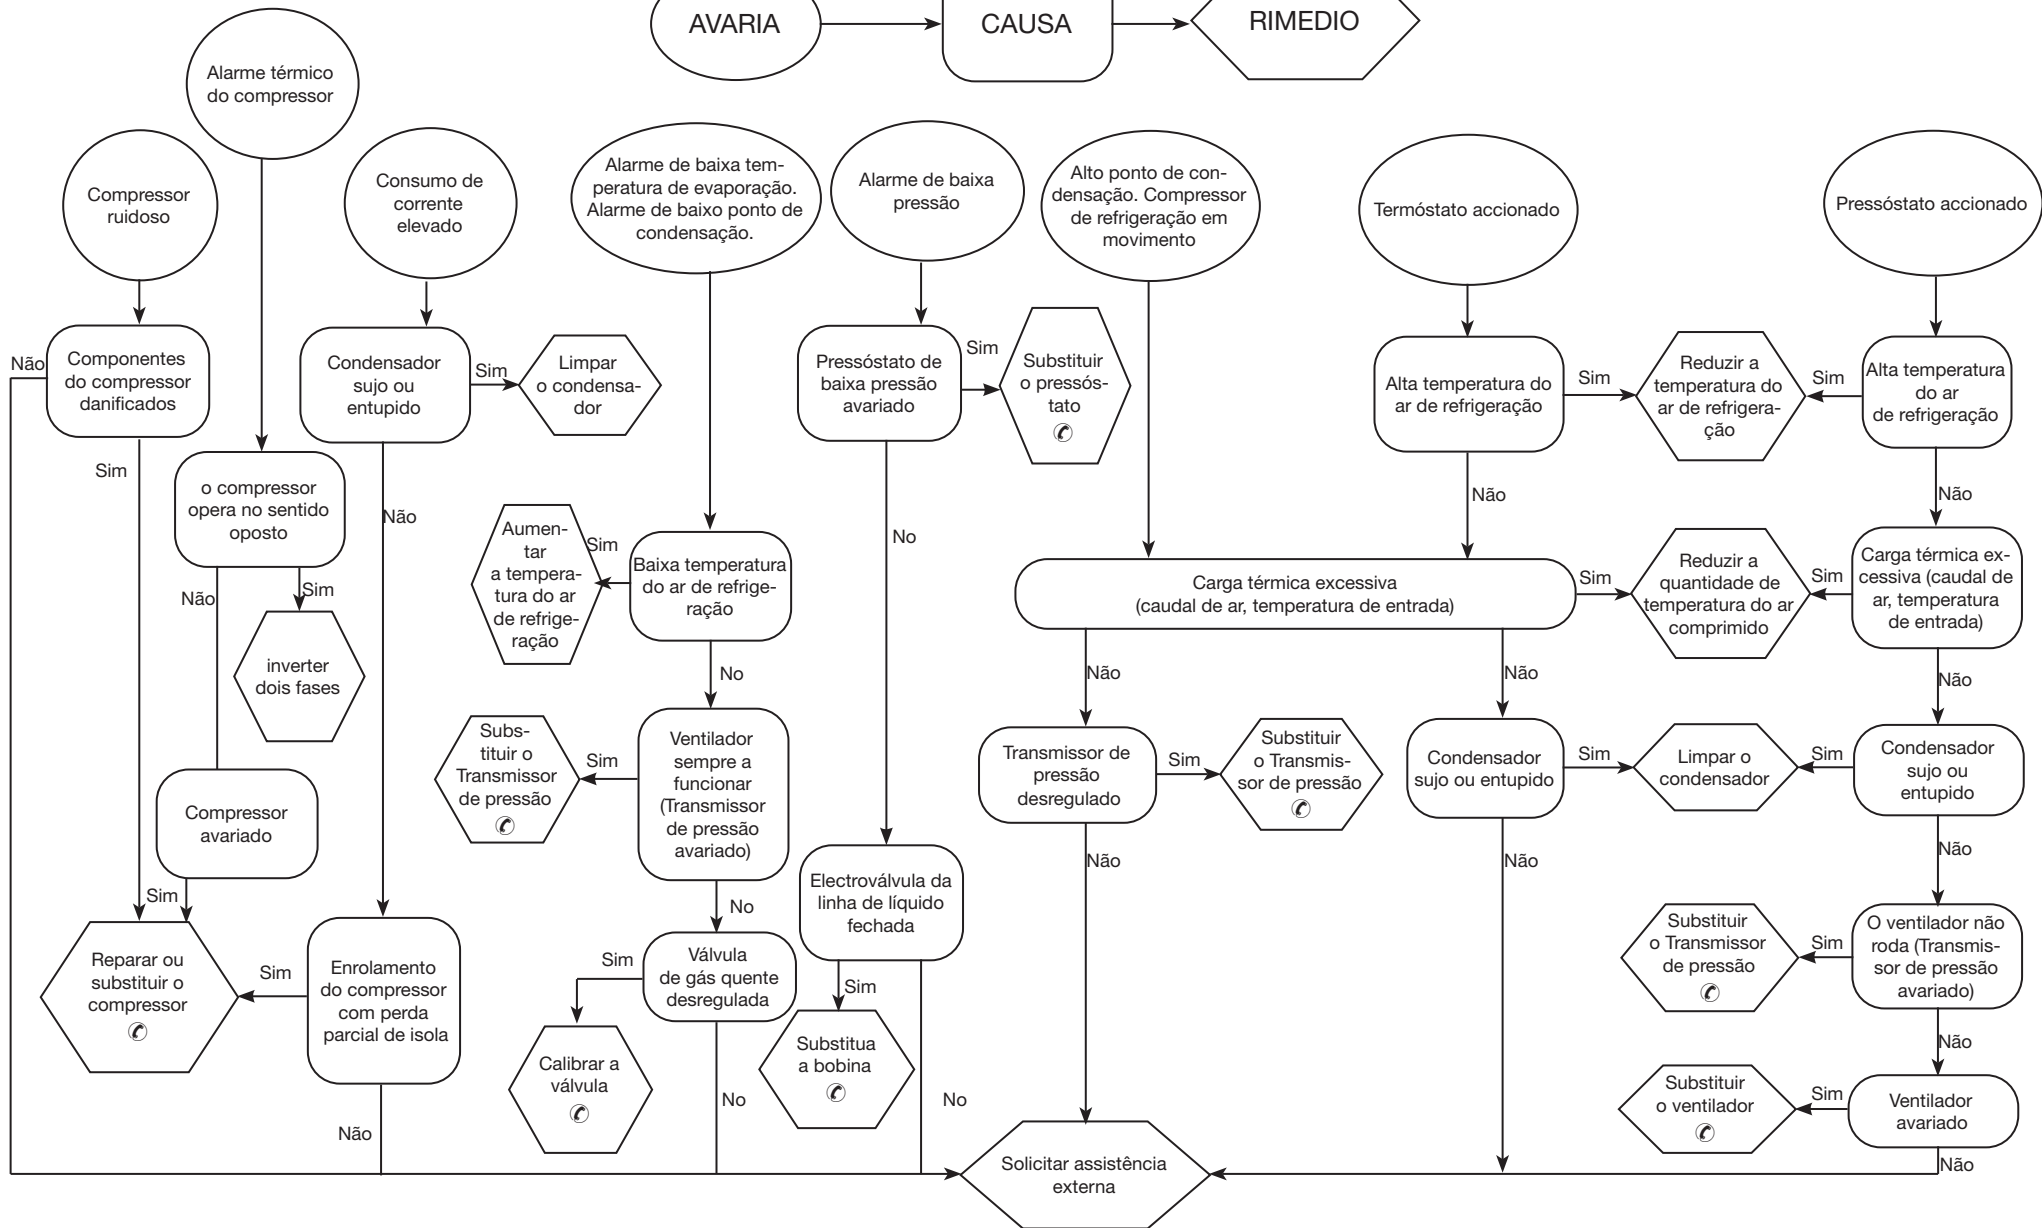 AVARIA
CAUSA
RIMEDIO
Alarme térmico
do compressor
Compressor
ruidoso
Consumo de
corrente
elevado
Alarme de baixa tem-
peratura de evaporação.
Alarme de baixo ponto de
condensação.
Alarme de baixa
pressão
Alto ponto de con-
densação. Compressor
de refrigeração em
movimento
Termóstato accionado
Pressóstato accionado
Não
Componentes
do compressor
danificados
Sim
Condensador
sujo ou
entupido
Sim
Limpar
o condensa-
dor
Não
Pressóstato de
baixa pressão
avariado
Sim
Substituir
o pressós-
tato
✆
No
Alta temperatura do
ar de refrigeração
Sim
Reduzir a
temperatura do
ar de refrigera-
ção
Sim
Alta temperatura
do ar
de refrigeração
Não
Não
o compressor
opera no sentido
oposto
Não
Sim
inverter
dois fases
Aumen-
tar
a tempera-
tura do ar
de refrige-
ração
Sim
Baixa temperatura
do ar de refrige-
ração
No
Carga térmica excessiva
(caudal de ar, temperatura de entrada)
Sim
Reduzir a
quantidade de
temperatura do ar
comprimido
Sim
Carga térmica ex-
cessiva (caudal de
ar, temperatura
de entrada)
Não
Não
Não
Subs-
tituir o
Transmissor
de pressão
✆
Sim
Ventilador
sempre a
funcionar
(Transmissor
de pressão
avariado)
No
Transmissor de
pressão
desregulado
Sim
Substituir
o Transmis-
sor de pressão
✆
Não
Condensador
sujo ou entupido
Sim
Limpar o
condensador
Sim
Condensador
sujo ou
entupido
Não
Não
Compressor
avariado
Sim
Reparar ou
substituir o
compressor
✆
Sim
Enrolamento
do compressor
com perda
parcial de isola
Não
Sim
Válvula
de gás quente
desregulada
Calibrar a
válvula
✆
No
Electroválvula da
linha de líquido
fechada
Sim
Substitua
a bobina
✆
No
Substituir
o Transmissor
de pressão
✆
Sim
O ventilador não
roda (Transmis-
sor de pressão
avariado)
Não
Substituir
o ventilador
✆
Sim
Ventilador
avariado
Não
Solicitar assistência
externa